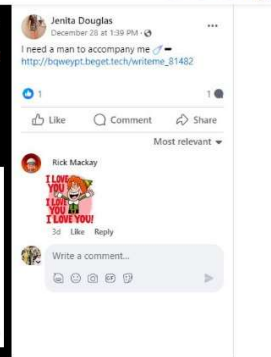 Jenita Douglas
December 28 at 1:39 PM ·
I need a man to accompany me
http://bqweypt.beget.tech/writeme_81482
1
1
Like
Comment
Share
Most relevant
Rick Mackay
I LOVE
YOU
I LOVE
YOU
I LOVE YOU!
3d Like Reply
Write a comment...
GIF